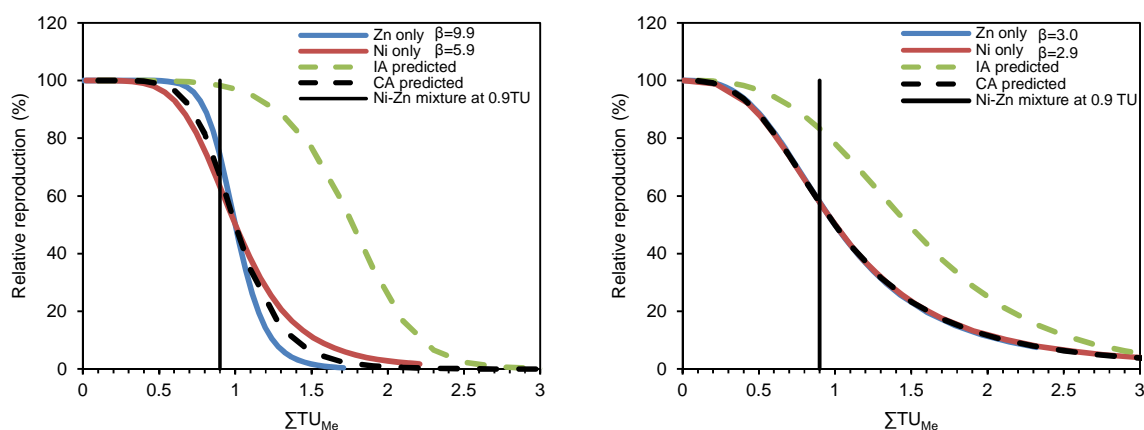 120
100
80
60
40
20
0
Relative reproduction (%)
0 0.5 1 1.5 2 2.5 3
∑TU_Me
Zn only β=9.9
Ni only β=5.9
IA predicted
CA predicted
Ni-Zn mixture at 0.9TU
120
100
80
60
40
20
0
Relative reproduction (%)
0 0.5 1 1.5 2 2.5 3
∑TU_Me
Zn only β=3.0
Ni only β=2.9
IA predicted
CA predicted
Ni-Zn mixture at 0.9 TU